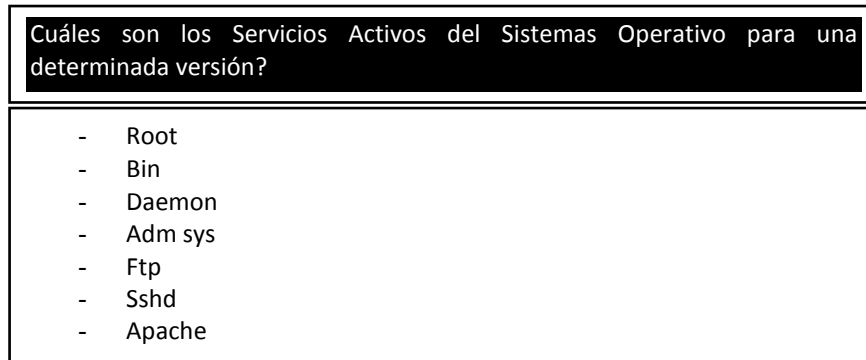 Cuáles son los Servicios Activos del Sistemas Operativo para una
determinada versión?
- Root
- Bin
- Daemon
- Adm sys
- Ftp
- Sshd
- Apache